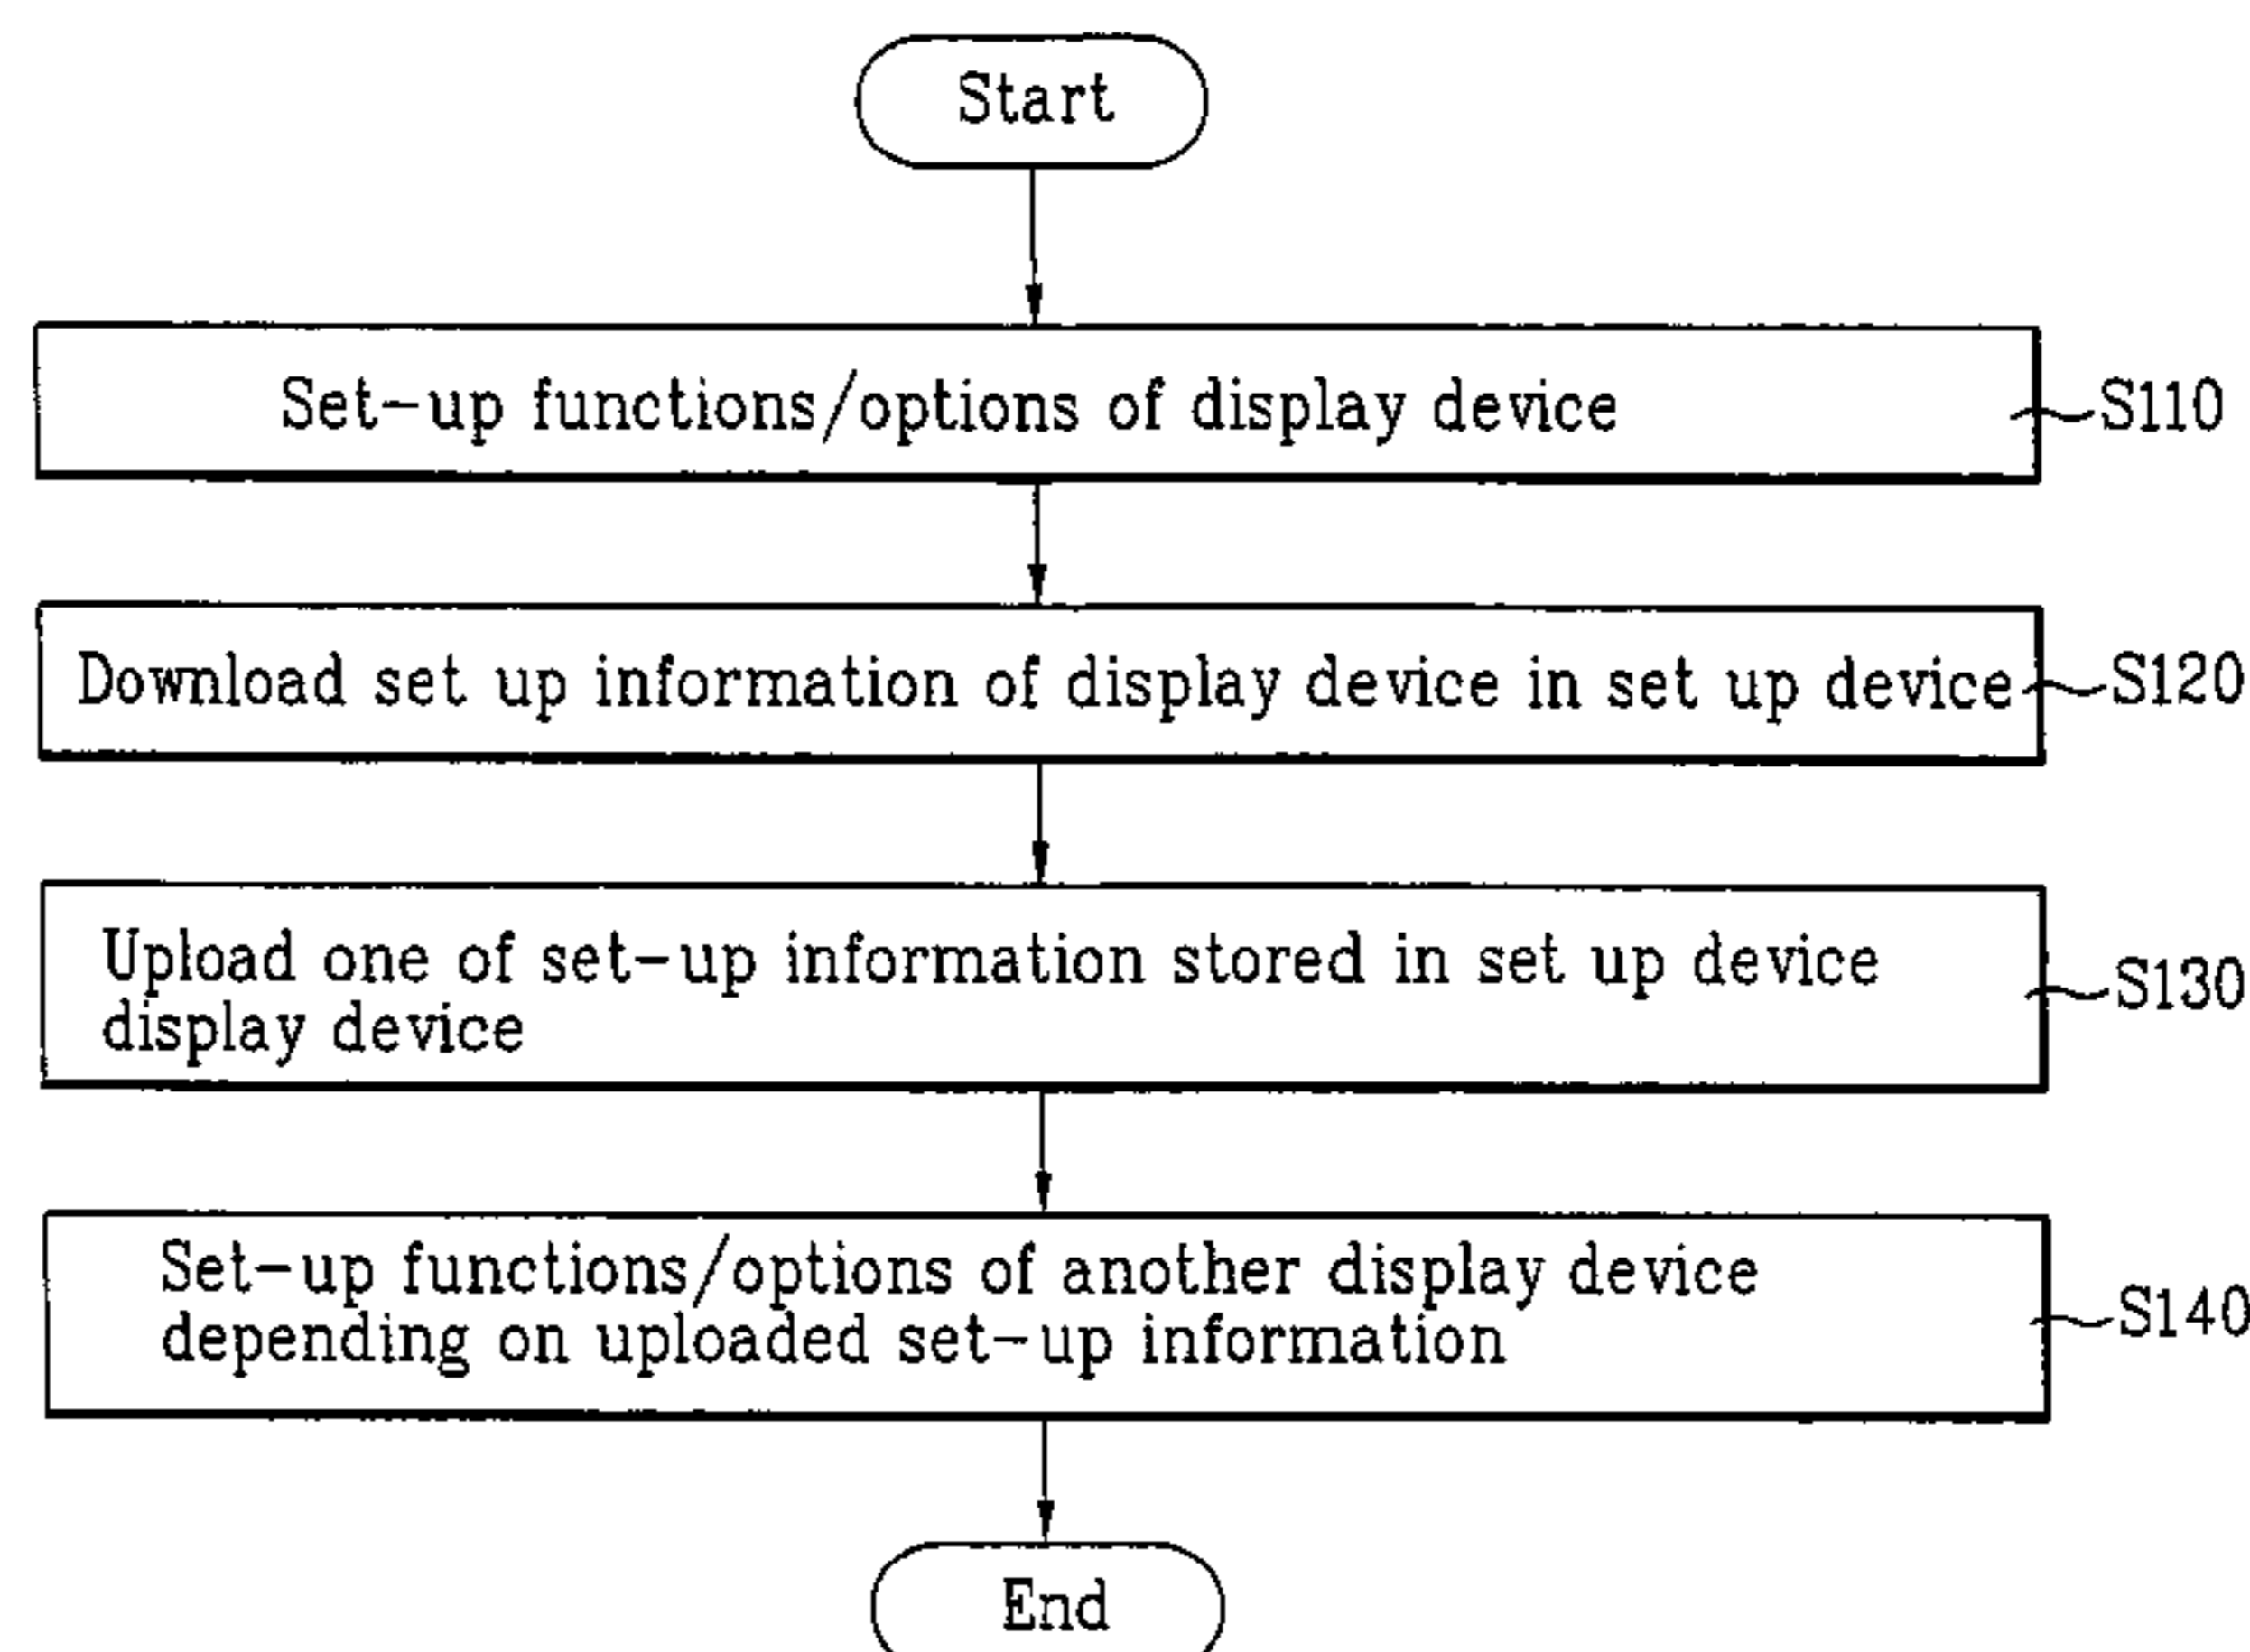 Start
Set-up functions/options of display device
S110
Download set up information of display device in set up device
S120
Upload one of set-up information stored in set up device
display device
S130
Set-up functions/options of another display device
depending on uploaded set-up information
S140
End